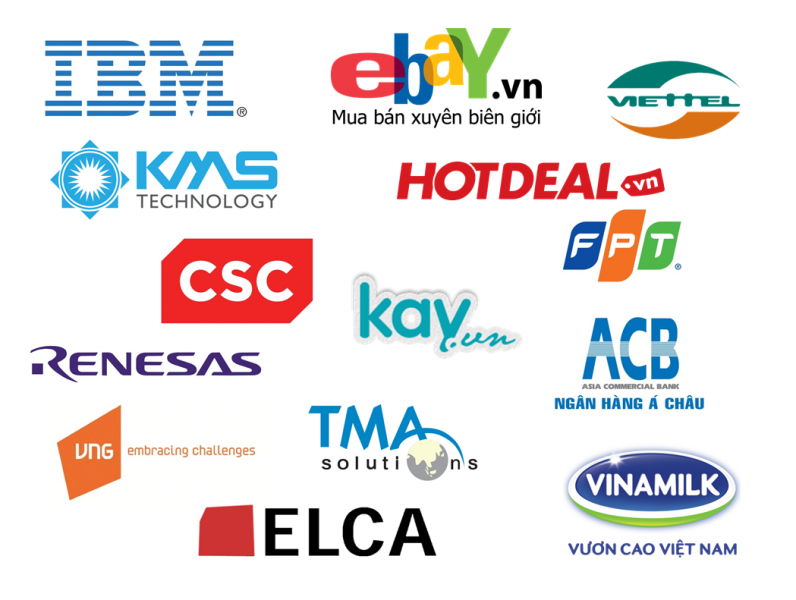 IBM®
ebay.vn
Mua bán xuyên biên giới
VIETTEL
KMS
TECHNOLOGY
HOTDEAL.vn
FPT®
CSC
kay.vn
RENESAS
ACB
ASIA COMMERCIAL BANK
NGÂN HÀNG Á CHÂU
VNG embracing challenges
TMA
solutions
VINAMILK
VƯƠN CAO VIỆT NAM
ELCA